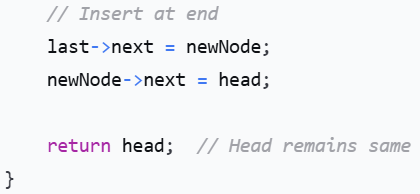 // Insert at end
last->next = newNode;
newNode->next = head;
return head;  // Head remains same
}